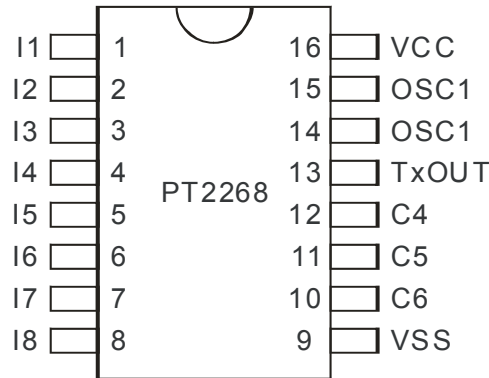 I1 1 16 VCC
I2 2 15 OSC1
I3 3 14 OSC1
I4 4 13 TxOUT
PT2268
I5 5 12 C4
I6 6 11 C5
I7 7 10 C6
I8 8 9 VSS